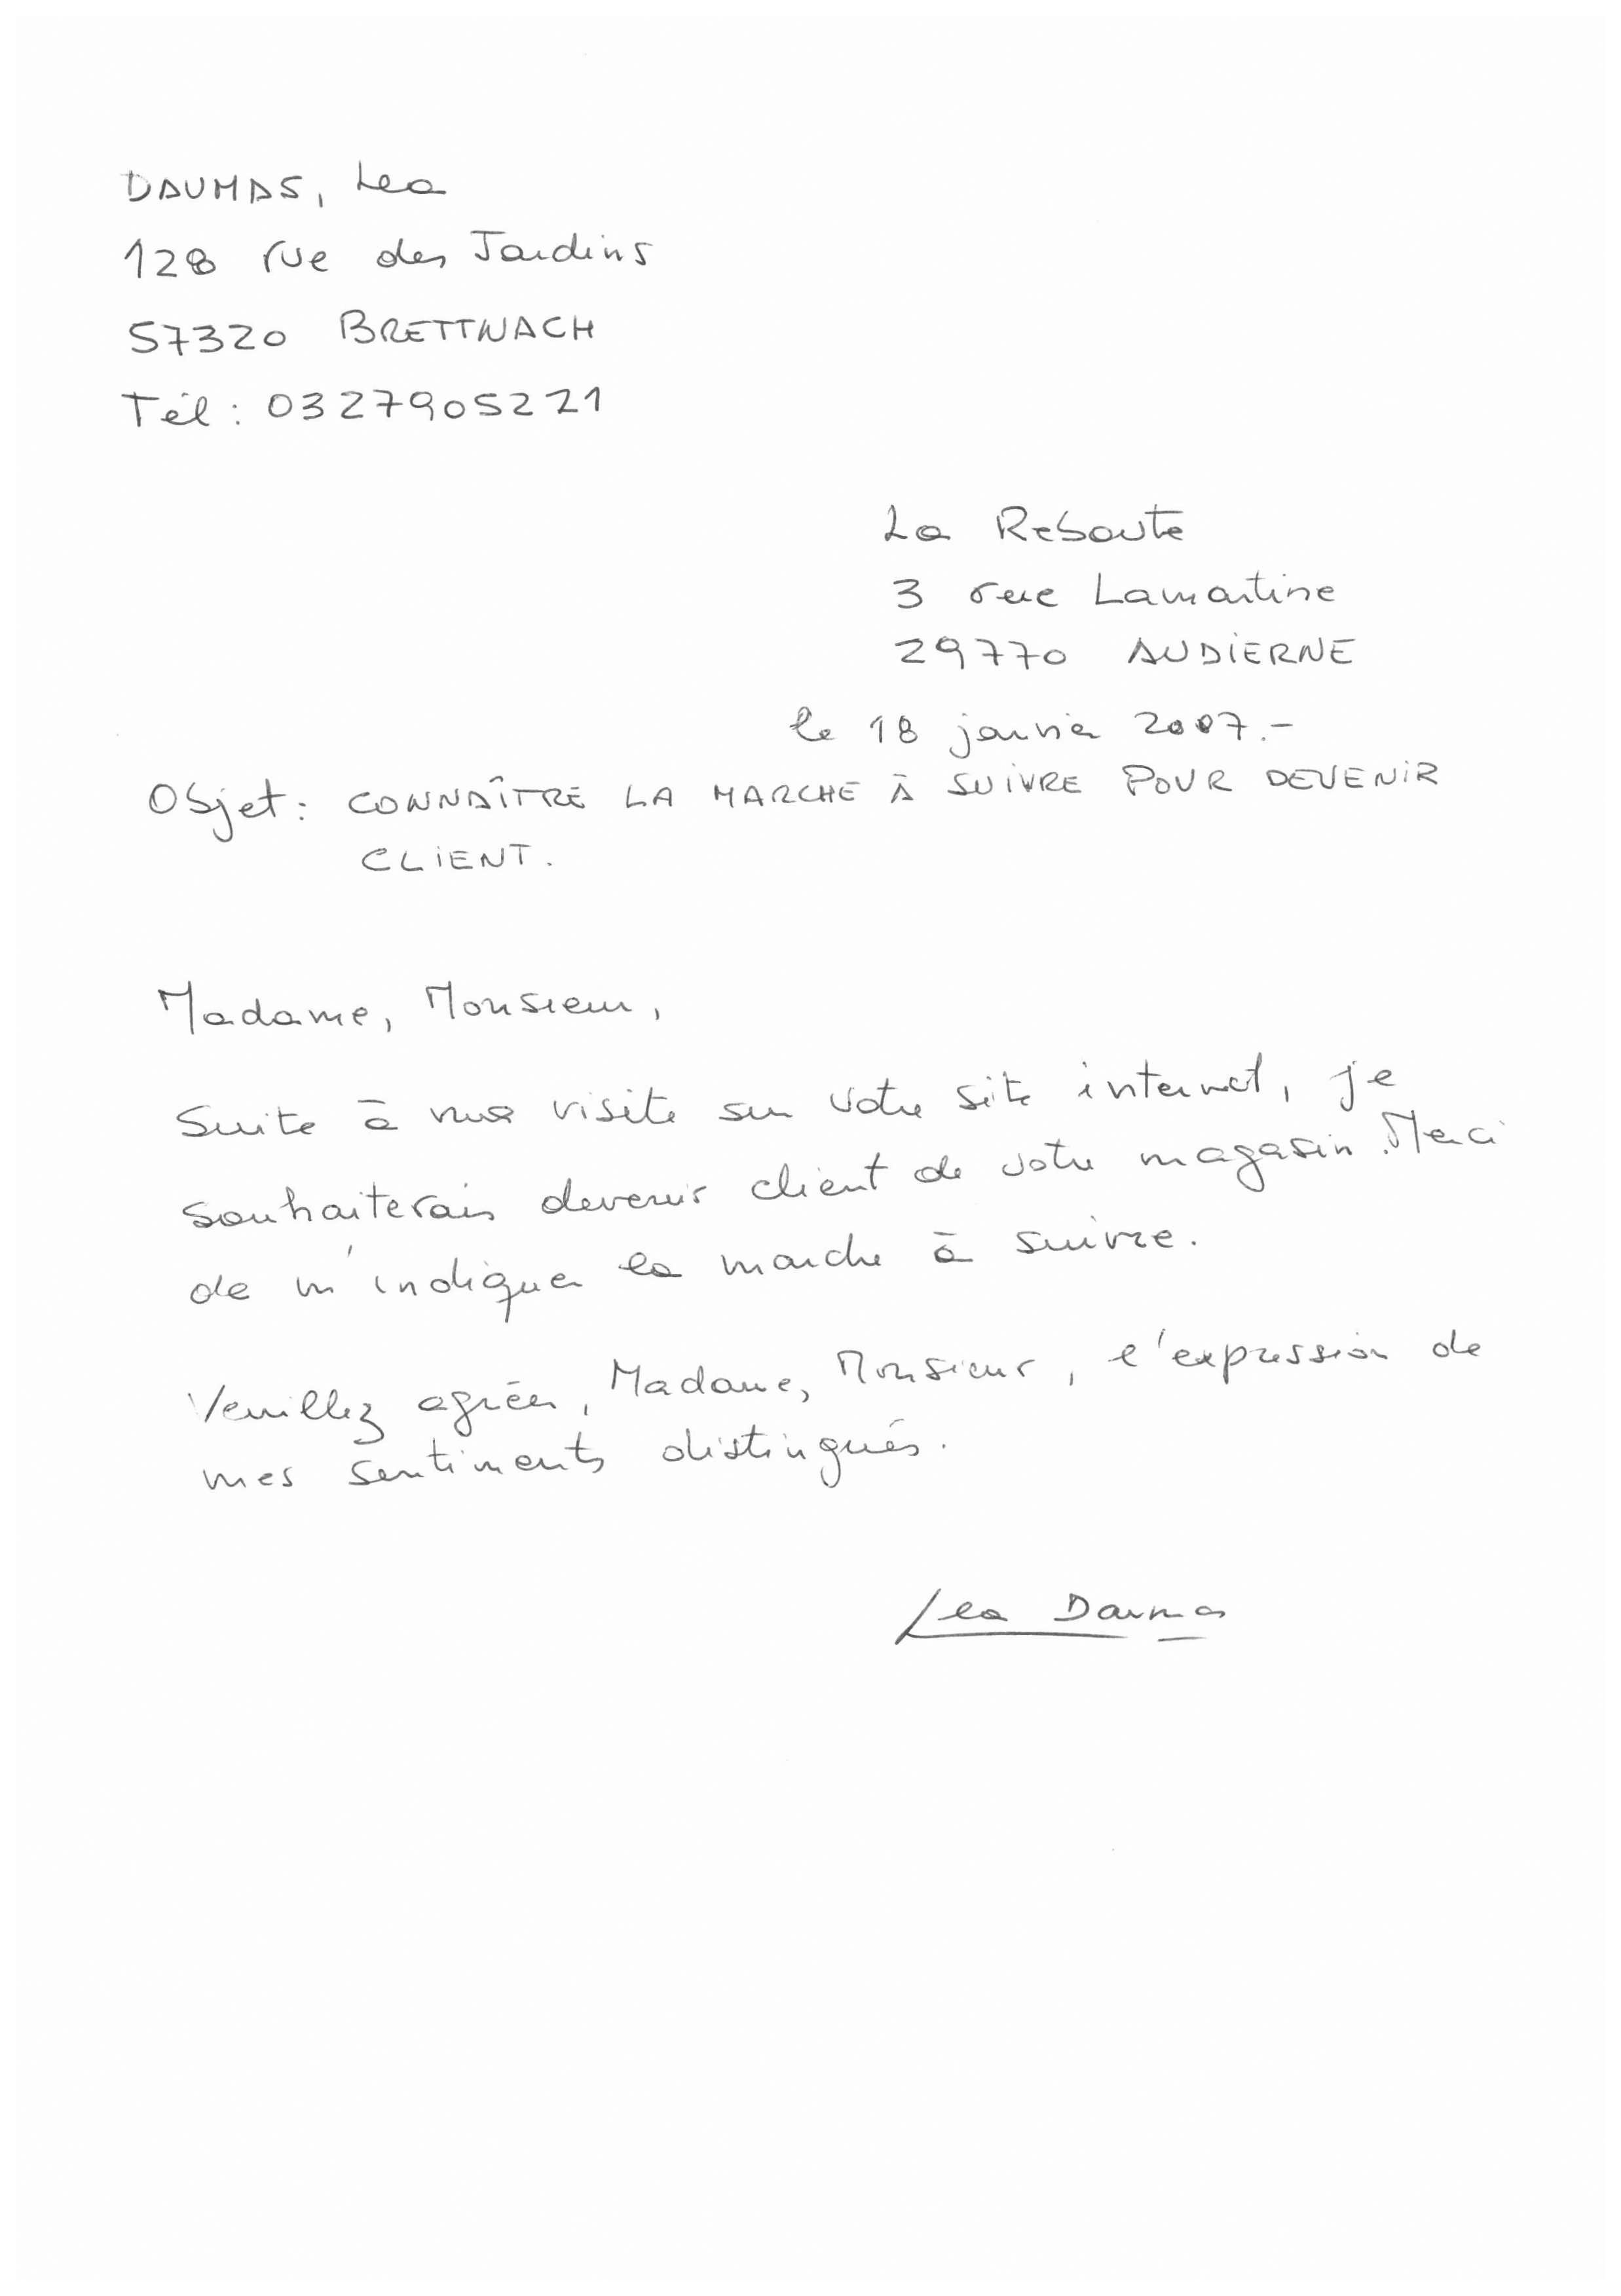 DAUMAS, Lea
128 rue des Jardins
57320 BRETTNACH
Tél : 0327905221
La Reboute
3 rue Lamartine
29770 AUDIERNE
le 18 janvier 2007.-
Objet : CONNAÎTRE LA MARCHE À SUIVRE POUR DEVENIR
CLIENT.
Madame, Monsieur,
Suite à ma visite sur votre site internet, je
souhaiterais devenir client de votre magasin. Merci
de m'indiquer la marche à suivre.
Veuillez agréer, Madame, Monsieur, l'expression de
mes sentiments distingués.
Lea Daumas